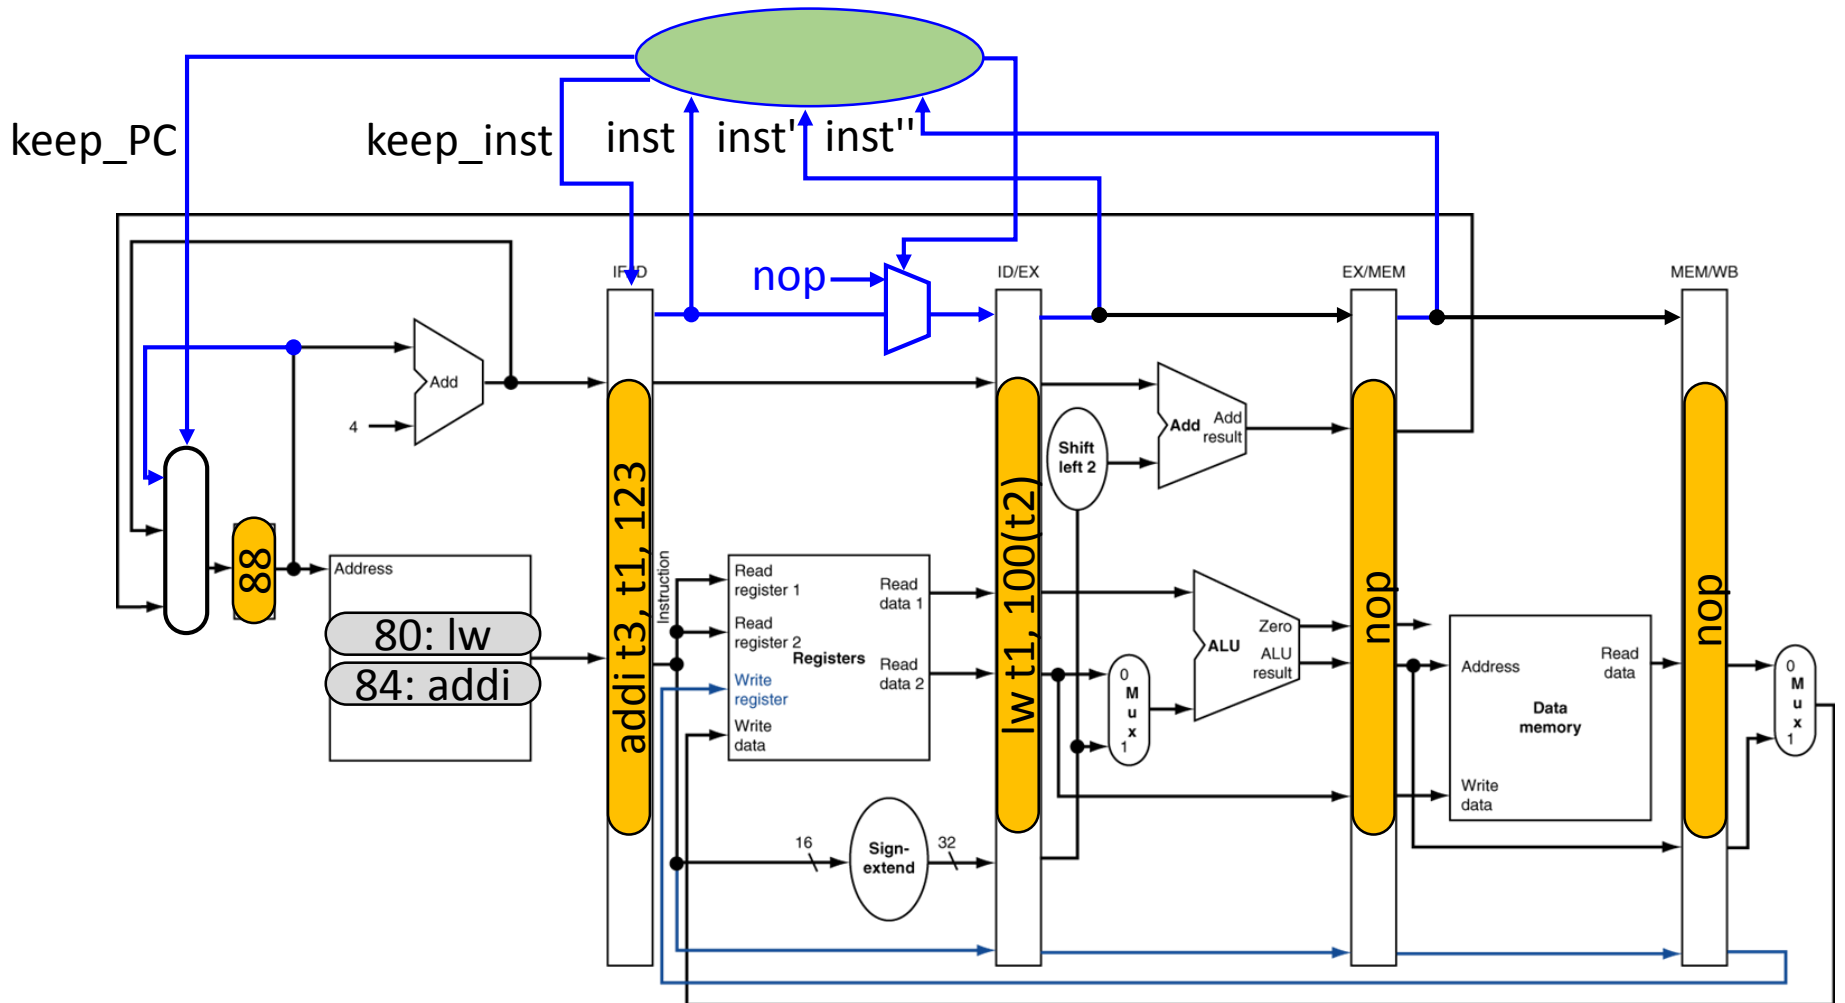 keep_PC
keep_inst
inst
inst'
inst''
nop
IF/ID
ID/EX
EX/MEM
MEM/WB
Add
4
88
Address
80: lw
84: addi
addi t3, t1, 123
Instruction
Read
register 1
Read
register 2
Write
register
Write
data
Registers
Read
data 1
Read
data 2
16
Sign-
extend
32
lw t1, 100(t2)
Shift
left 2
Add
Add
result
0
M
u
x
1
ALU
Zero
ALU
result
nop
Address
Write
data
Data
memory
Read
data
nop
0
M
u
x
1